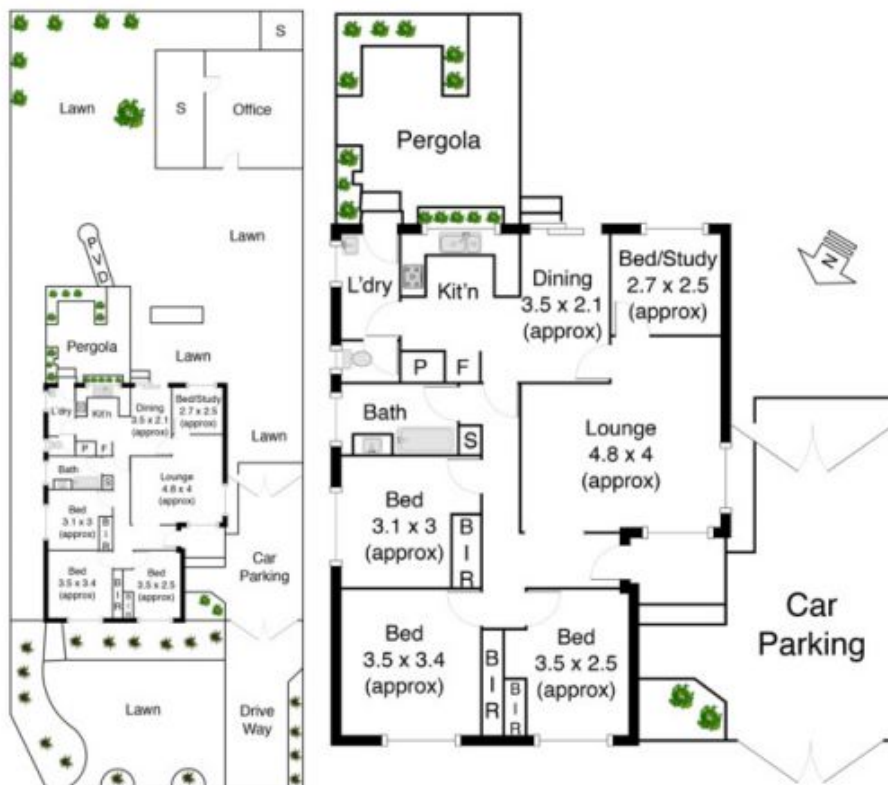 S
Lawn
S
Office
Lawn
PVD
Pergola
Lawn
L'dry
Kit'n
Dining
3.5 x 2.1
(approx)
Bed/Study
2.7 x 2.5
(approx)
P
F
Lawn
Bath
S
Lounge
4.8 x 4
(approx)
Bed
3.1 x 3
(approx)
BIR
Car
Parking
Bed
3.5 x 3.4
(approx)
BIR
BIR
Bed
3.5 x 2.5
(approx)
Lawn
Drive
Way
Pergola
N
L'dry
Kit'n
Dining
3.5 x 2.1
(approx)
Bed/Study
2.7 x 2.5
(approx)
P
F
Bath
S
Lounge
4.8 x 4
(approx)
Bed
3.1 x 3
(approx)
BIR
Car
Parking
Bed
3.5 x 3.4
(approx)
BIR
BIR
Bed
3.5 x 2.5
(approx)